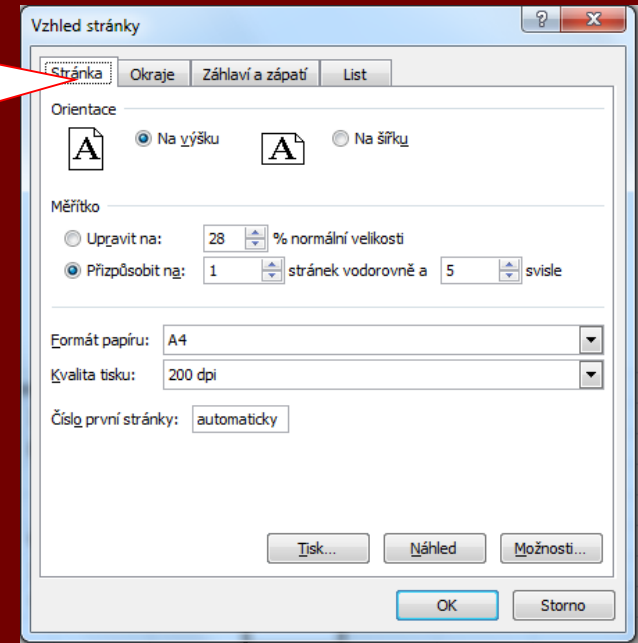 Vzhled stránky
Stránka Okraje Záhlaví a zápatí List
Orientace
A Na výšku A Na šířku
Měřítko
Upravit na: 28 % normální velikosti
Přizpůsobit na: 1 stránek vodorovně a 5 svisle
Formát papíru: A4
Kvalita tisku: 200 dpi
Číslo první stránky: automaticky
Tisk... Náhled Možnosti...
OK Storno